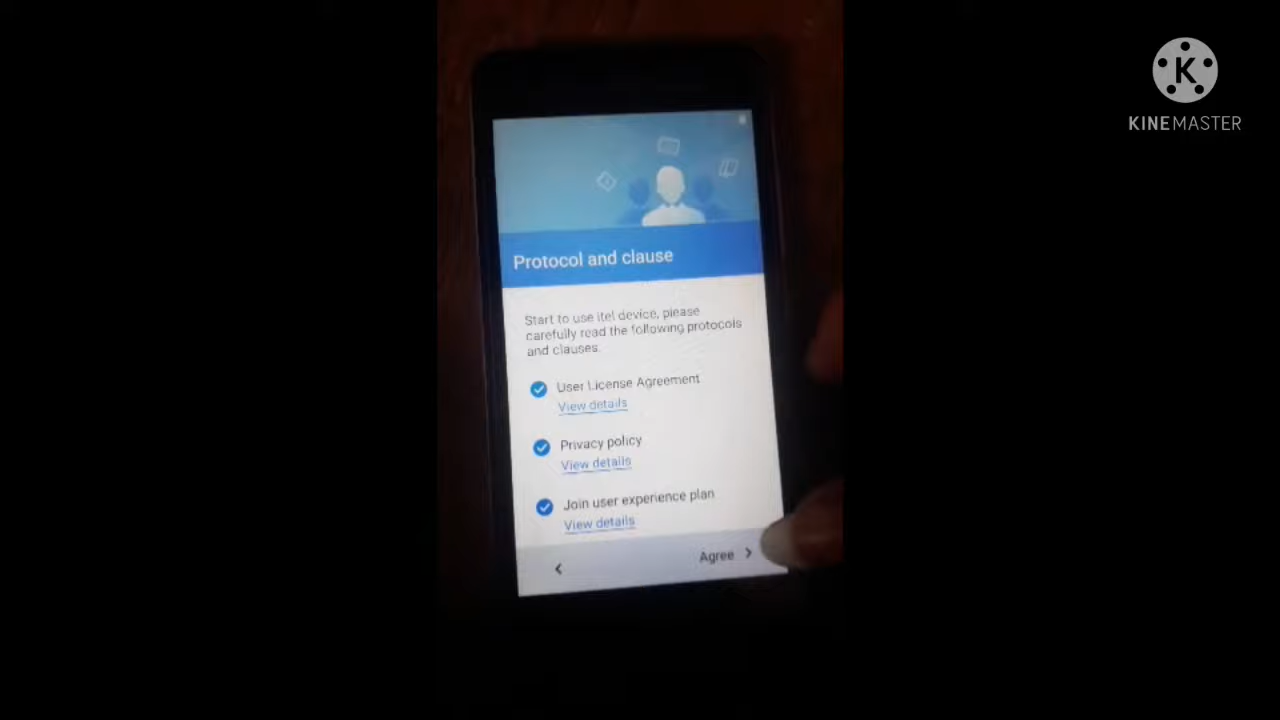 KINEMASTER
Protocol and clause
Start to use itel device, please
carefully read the following protocols
and clauses.
User License Agreement
View details
Privacy policy
View details
Join user experience plan
View details
Agree